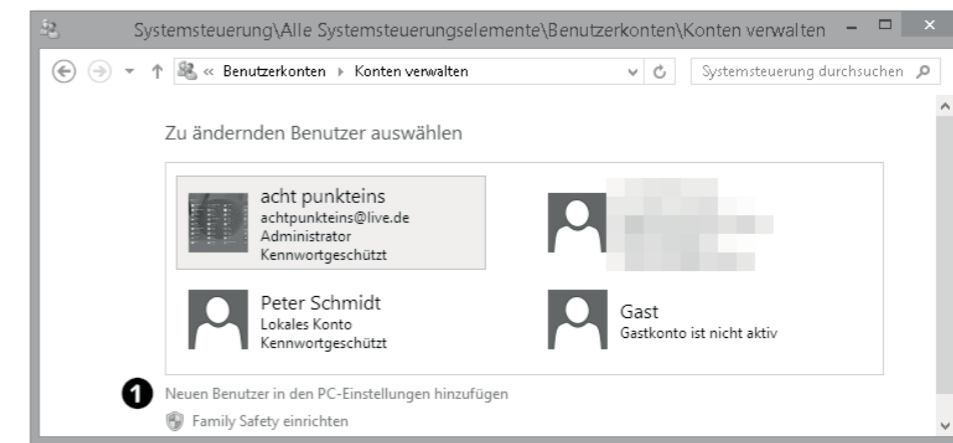 Systemsteuerung\Alle Systemsteuerungselemente\Benutzerkonten\Konten verwalten
« Benutzerkonten Konten verwalten
Systemsteuerung durchsuchen
Zu ändernden Benutzer auswählen
acht punkteins
achtpunkteins@live.de
Administrator
Kennwortgeschützt
Peter Schmidt
Lokales Konto
Kennwortgeschützt
Gast
Gastkonto ist nicht aktiv
1
Neuen Benutzer in den PC-Einstellungen hinzufügen
Family Safety einrichten